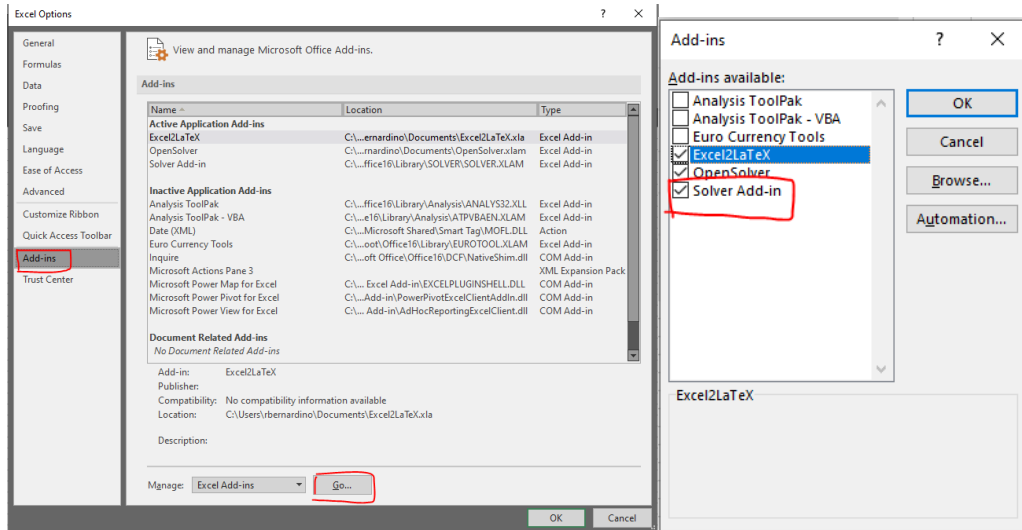 Excel Options
? ×
General
Formulas
Data
Proofing
Save
Language
Ease of Access
Advanced
Customize Ribbon
Quick Access Toolbar
Add-ins
Trust Center
View and manage Microsoft Office Add-ins.
Add-ins
Name Location Type
Active Application Add-ins
Excel2LaTeX C:\...ernardino\Documents\Excel2LaTeX.xla Excel Add-in
OpenSolver C:\...rnardino\Documents\OpenSolver.xlam Excel Add-in
Solver Add-in C:\...ffice16\Library\SOLVER\SOLVER.XLAM Excel Add-in
Inactive Application Add-ins
Analysis ToolPak C:\...ffice16\Library\Analysis\ANALYS32.XLL Excel Add-in
Analysis ToolPak - VBA C:\...e16\Library\Analysis\ATPVBAEN.XLAM Excel Add-in
Date (XML) C:\...Microsoft Shared\Smart Tag\MOFL.DLL Action
Euro Currency Tools C:\...oot\Office16\Library\EUROTOOL.XLAM Excel Add-in
Inquire C:\...oft Office\Office16\DCF\NativeShim.dll COM Add-in
Microsoft Actions Pane 3 XML Expansion Pack
Microsoft Power Map for Excel C:\... Excel Add-in\EXCELPLUGINSHELL.DLL COM Add-in
Microsoft Power Pivot for Excel C:\...Add-in\PowerPivotExcelClientAddIn.dll COM Add-in
Microsoft Power View for Excel C:\... Add-in\AdHocReportingExcelClient.dll COM Add-in
Document Related Add-ins
No Document Related Add-ins
Add-in: Excel2LaTeX
Publisher:
Compatibility: No compatibility information available
Location: C:\Users\rbernardino\Documents\Excel2LaTeX.xla
Description:
Manage: Excel Add-ins Go...
OK Cancel
Add-ins ? ×
Add-ins available:
Analysis ToolPak
Analysis ToolPak - VBA
Euro Currency Tools
Excel2LaTeX
OpenSolver
Solver Add-in
OK
Cancel
Browse...
Automation...
Excel2LaTeX